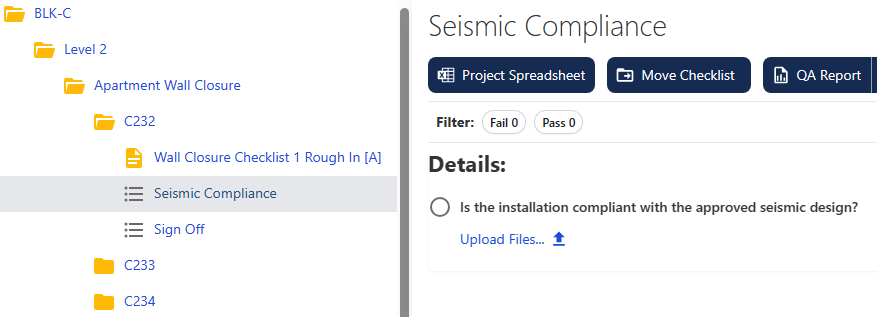 BLK-C
Level 2
Apartment Wall Closure
C232
Wall Closure Checklist 1 Rough In [A]
Seismic Compliance
Sign Off
C233
C234
Seismic Compliance
Project Spreadsheet
Move Checklist
QA Report
Filter: Fail 0 Pass 0
Details:
Is the installation compliant with the approved seismic design?
Upload Files...